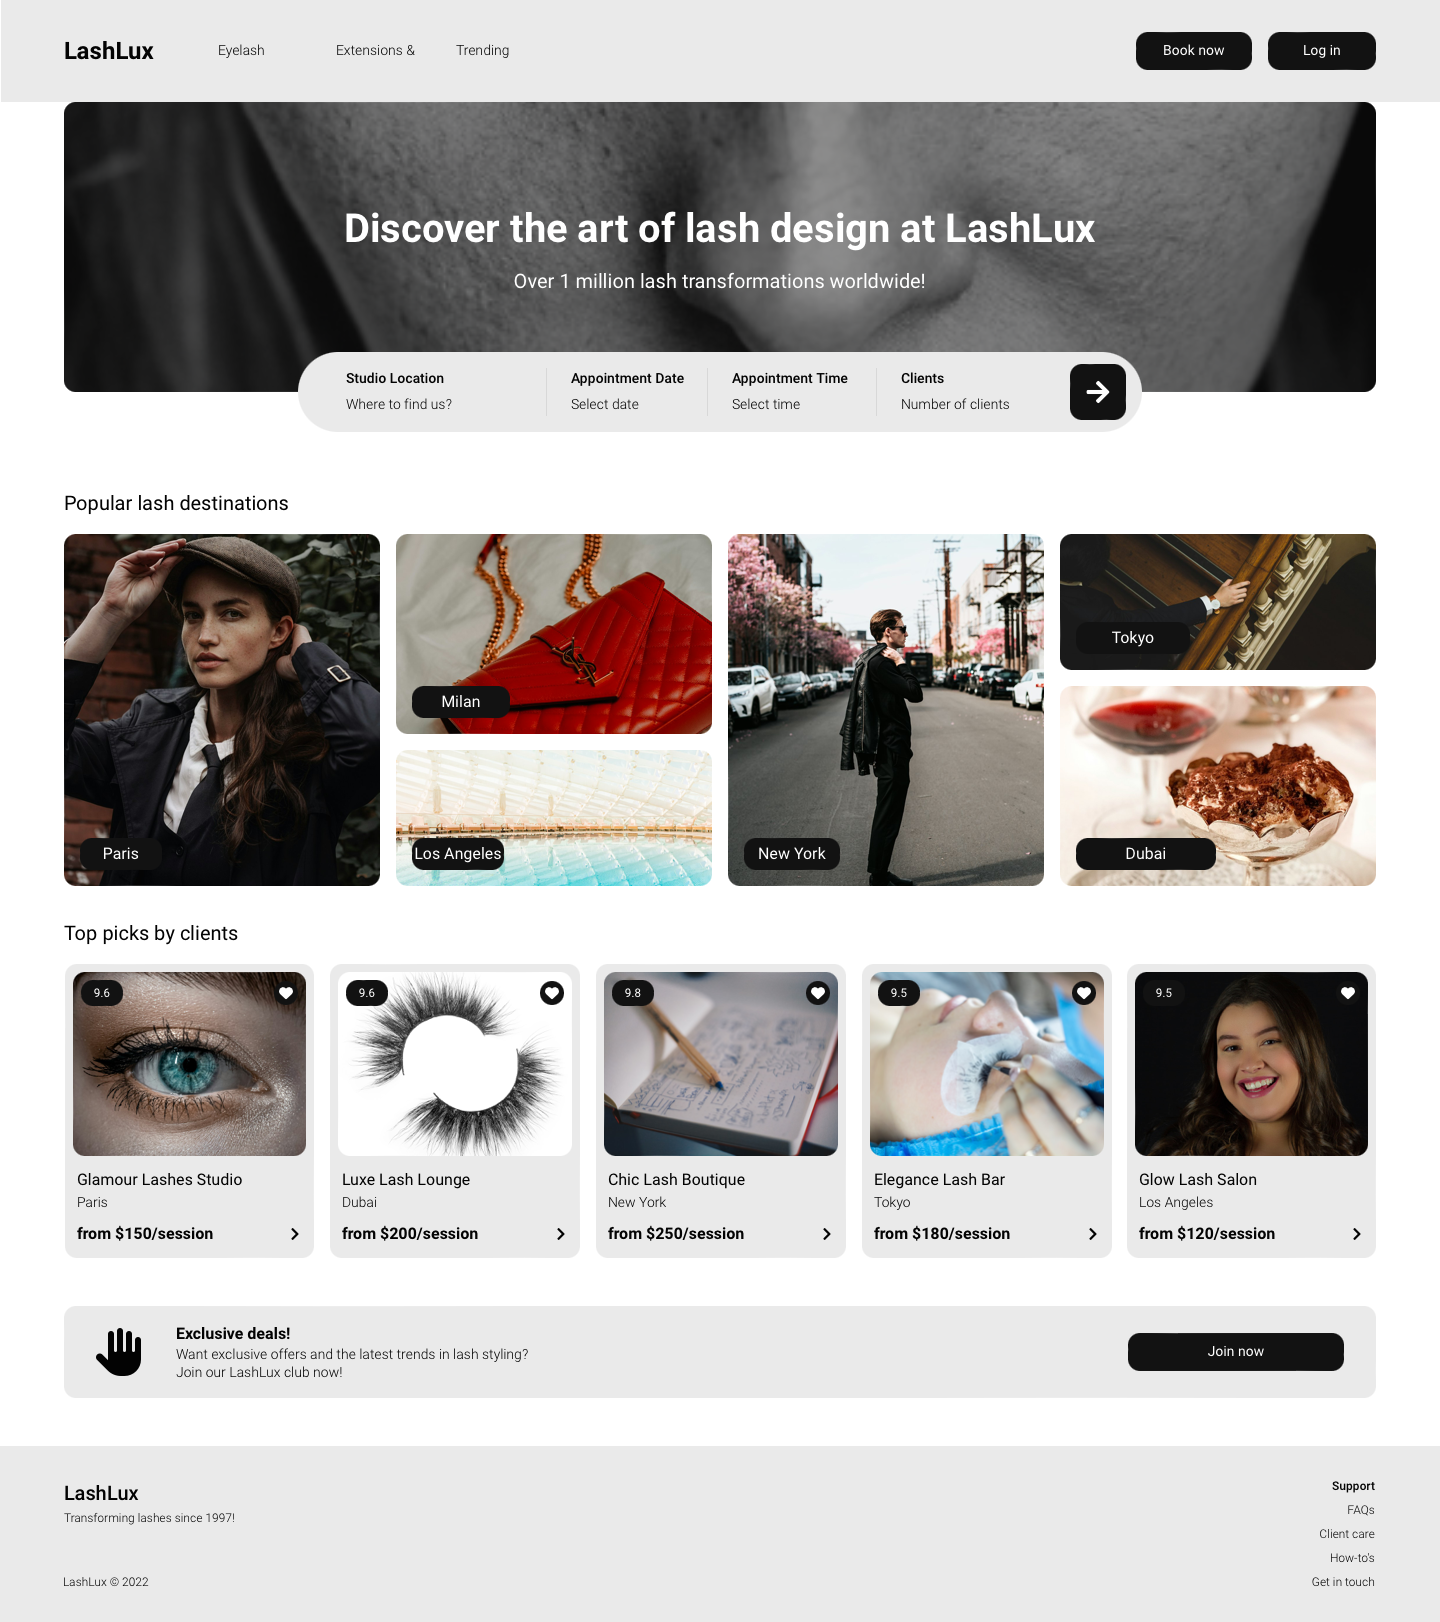 LashLux
Eyelash
Extensions &
Trending
Book now
Log in
Discover the art of lash design at LashLux
Over 1 million lash transformations worldwide!
Studio Location
Where to find us?
Appointment Date
Select date
Appointment Time
Select time
Clients
Number of clients
Popular lash destinations
Paris
Milan
Los Angeles
New York
Tokyo
Dubai
Top picks by clients
9.6
Glamour Lashes Studio
Paris
from $150/session
9.6
Luxe Lash Lounge
Dubai
from $200/session
9.8
Chic Lash Boutique
New York
from $250/session
9.5
Elegance Lash Bar
Tokyo
from $180/session
9.5
Glow Lash Salon
Los Angeles
from $120/session
Exclusive deals!
Want exclusive offers and the latest trends in lash styling?
Join our LashLux club now!
Join now
LashLux
Transforming lashes since 1997!
LashLux © 2022
Support
FAQs
Client care
How-to's
Get in touch